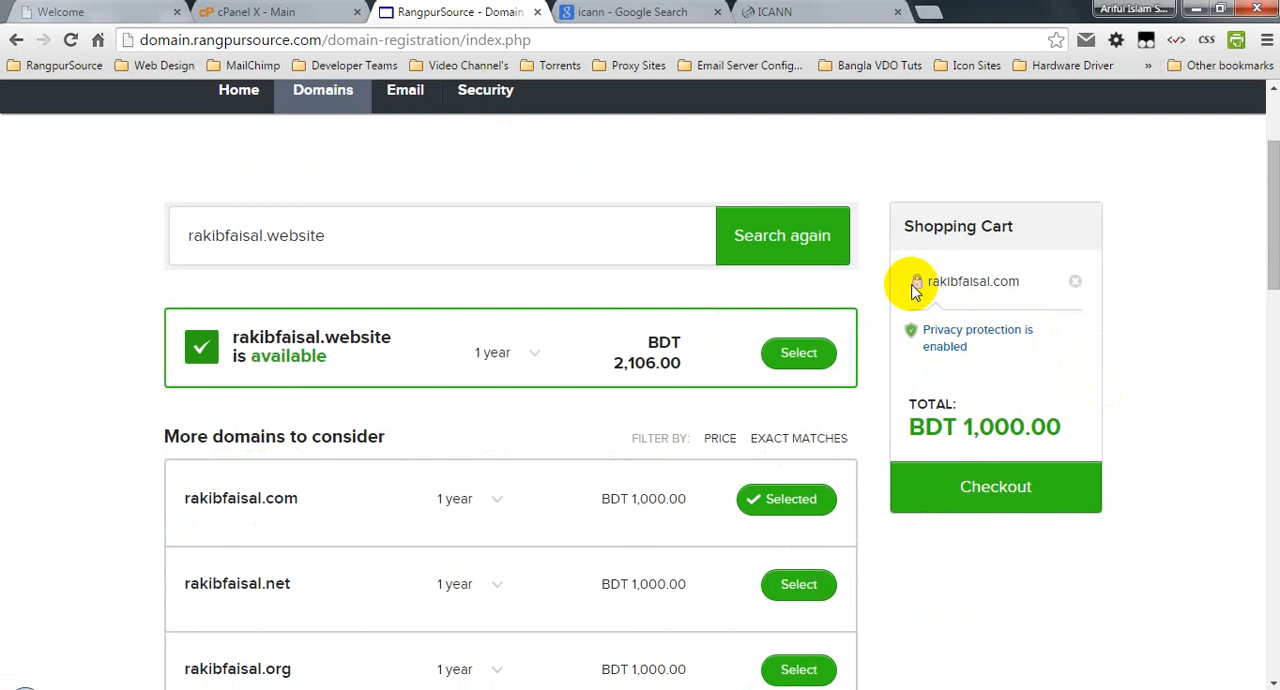 Welcome
cPanel X - Main
RangpurSource - Domain
icann - Google Search
ICANN
Ariful Islam S...
domain.rangpursource.com/domain-registration/index.php
CSS
RangpurSource
Web Design
MailChimp
Developer Teams
Video Channel's
Torrents
Proxy Sites
Email Server Config...
Bangla VDO Tuts
Icon Sites
Hardware Driver
»
Other bookmarks
Home
Domains
Email
Security
rakibfaisal.website
Search again
Shopping Cart
rakibfaisal.com
Privacy protection is
enabled
TOTAL:
BDT 1,000.00
Checkout
rakibfaisal.website
is available
1 year
BDT
2,106.00
Select
More domains to consider
FILTER BY: PRICE EXACT MATCHES
rakibfaisal.com
1 year
BDT 1,000.00
Selected
rakibfaisal.net
1 year
BDT 1,000.00
Select
rakibfaisal.org
1 year
BDT 1,000.00
Select